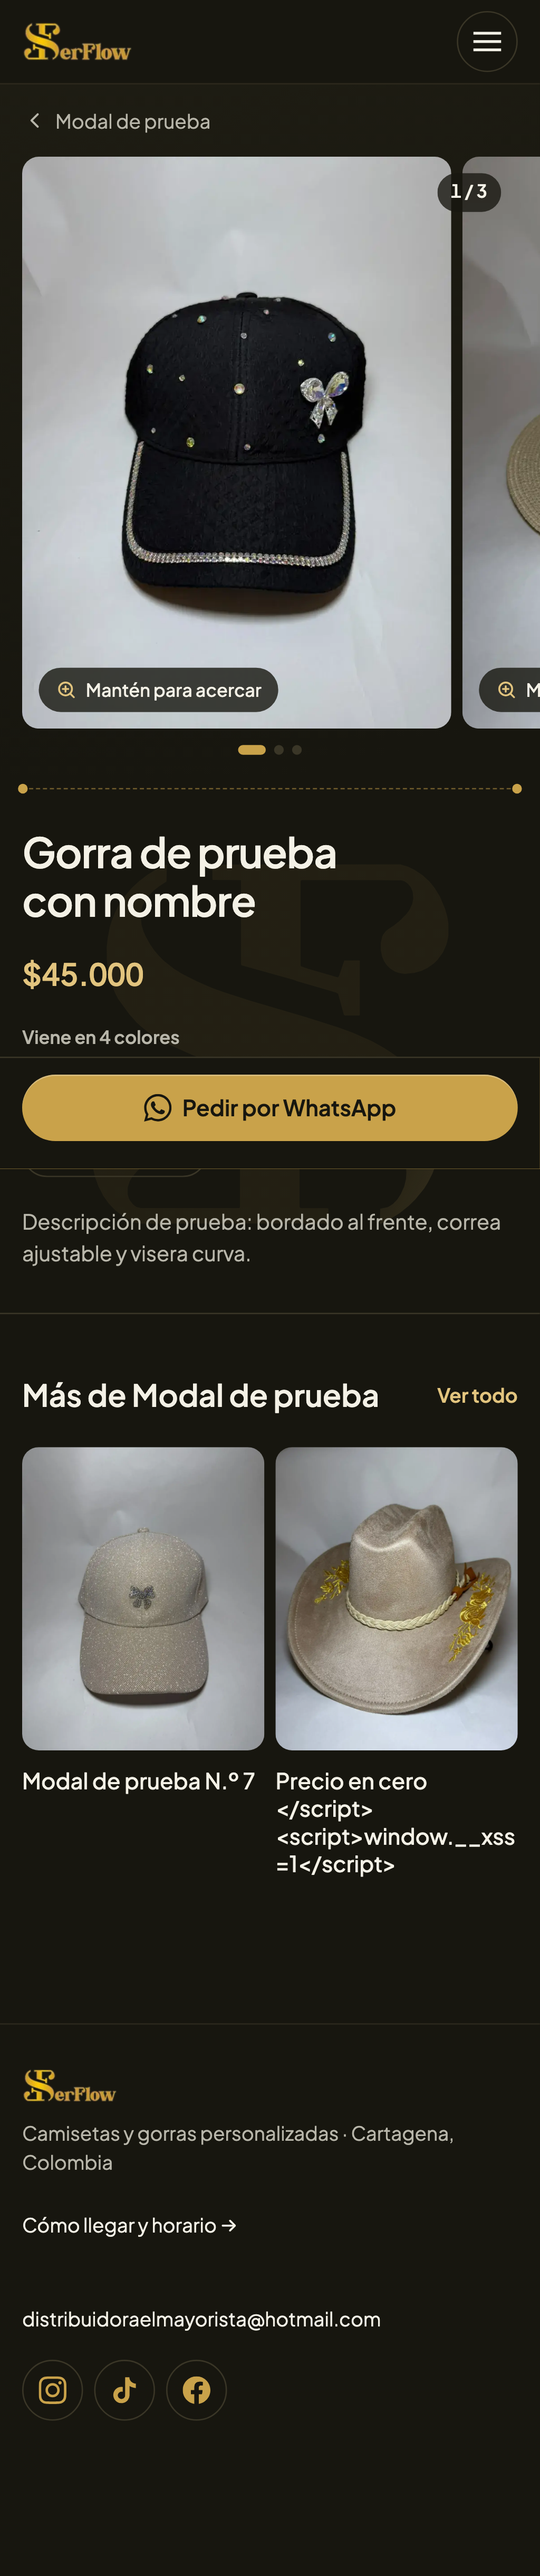 SerFlow
Modal de prueba
1/3
Mantén para acercar
M
Gorra de prueba
con nombre
$45.000
Viene en 4 colores
Pedir por WhatsApp
Descripción de prueba: bordado al frente, correa
ajustable y visera curva.
Más de Modal de prueba
Ver todo
Modal de prueba N.º 7
Precio en cero
</script>
<script>window.__xss
=1</script>
SerFlow
Camisetas y gorras personalizadas · Cartagena,
Colombia
Cómo llegar y horario →
distribuidoraelmayorista@hotmail.com